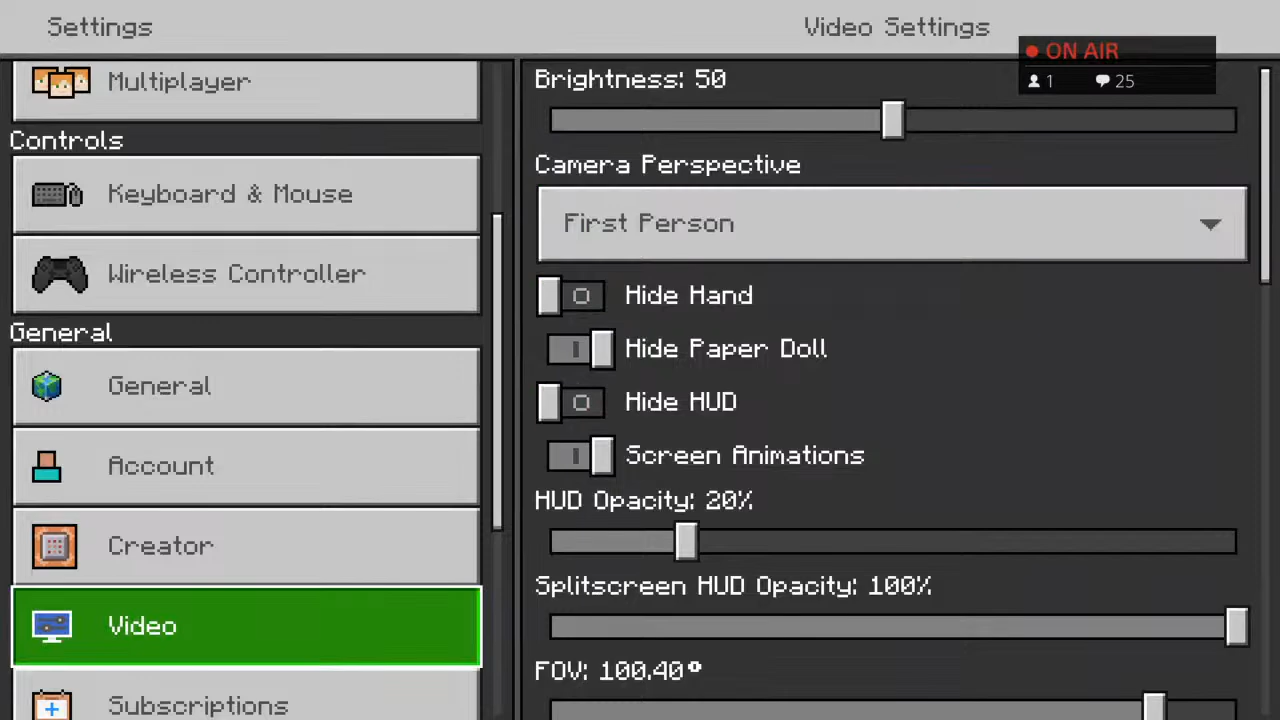 Settings
Video Settings
ON AIR
1 25
Multiplayer
Controls
Keyboard & Mouse
Wireless Controller
General
General
Account
Creator
Video
Subscriptions
Brightness: 50
Camera Perspective
First Person
Hide Hand
Hide Paper Doll
Hide HUD
Screen Animations
HUD Opacity: 20%
Splitscreen HUD Opacity: 100%
FOV: 100.40°